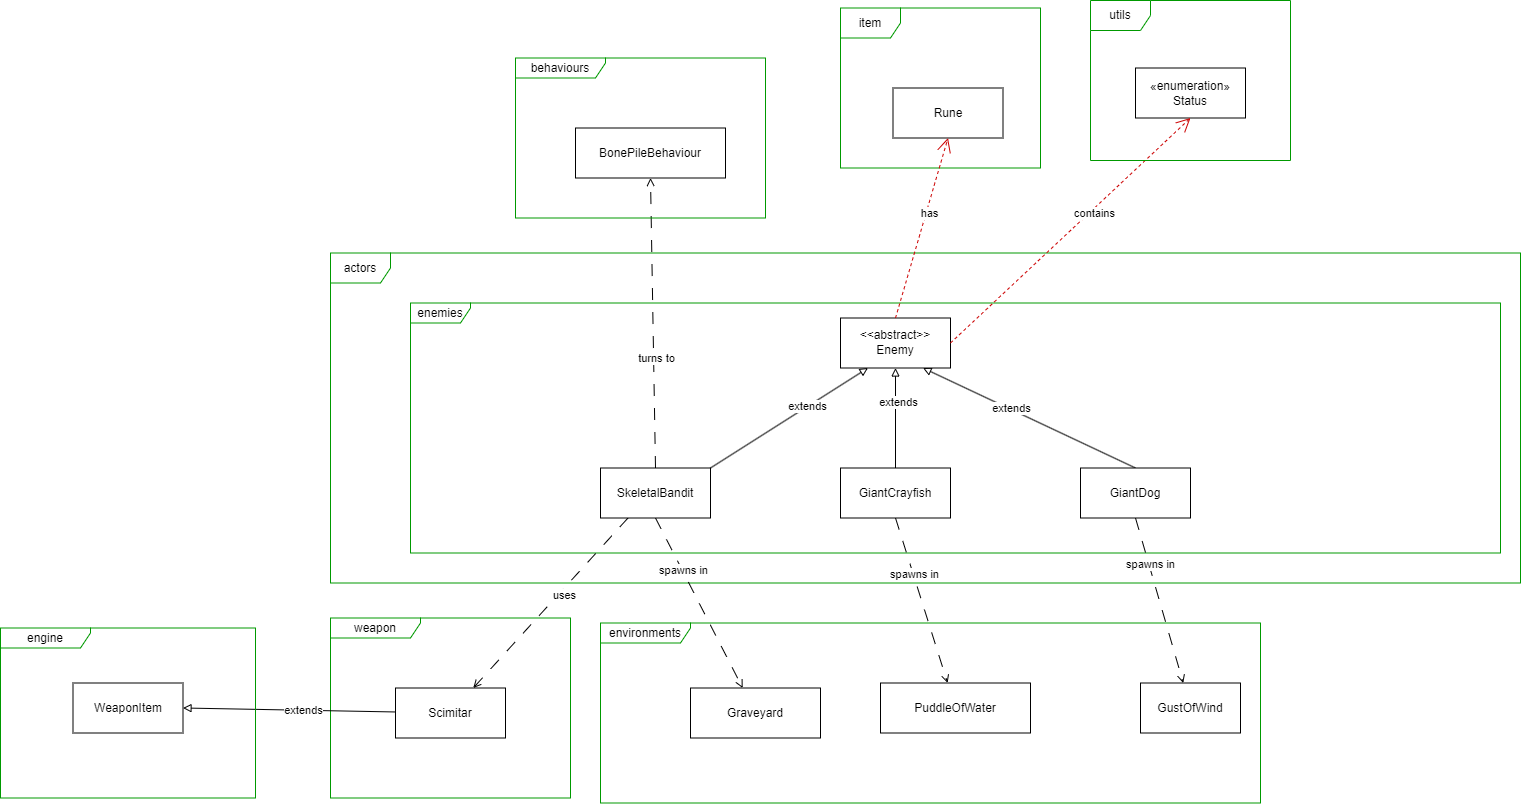 utils
item
behaviours
«enumeration»
Status
Rune
BonePileBehaviour
has
contains
actors
enemies
<<abstract>>
Enemy
turns to
extends
extends
extends
SkeletalBandit
GiantCrayfish
GiantDog
spawns in
spawns in
spawns in
uses
engine
weapon
environments
WeaponItem
extends
Scimitar
Graveyard
PuddleOfWater
GustOfWind